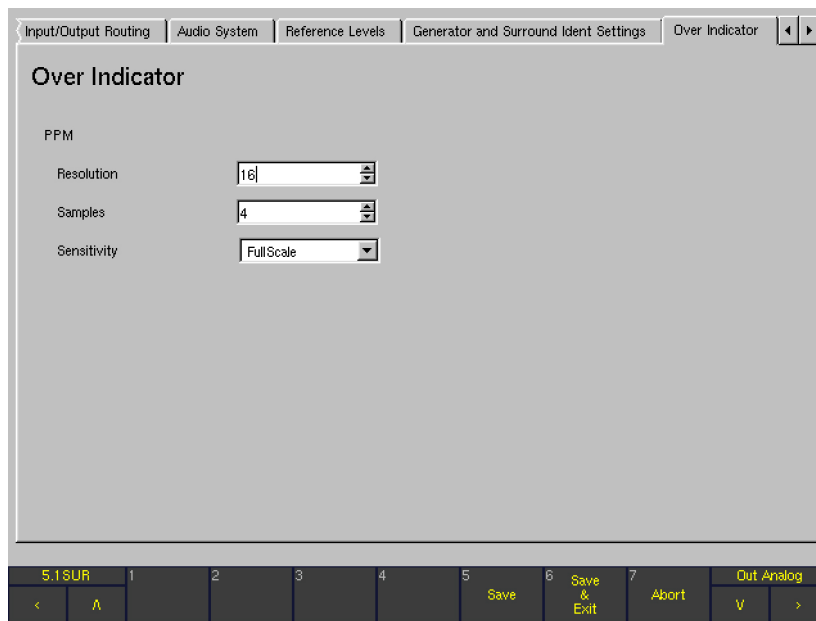 Input/Output Routing Audio System Reference Levels Generator and Surround Ident Settings Over Indicator
Over Indicator
PPM
Resolution 16
Samples 4
Sensitivity FullScale
5.1SUR 1 2 3 4 5 Save 6 Save & Exit 7 Abort Out Analog
< Λ V >